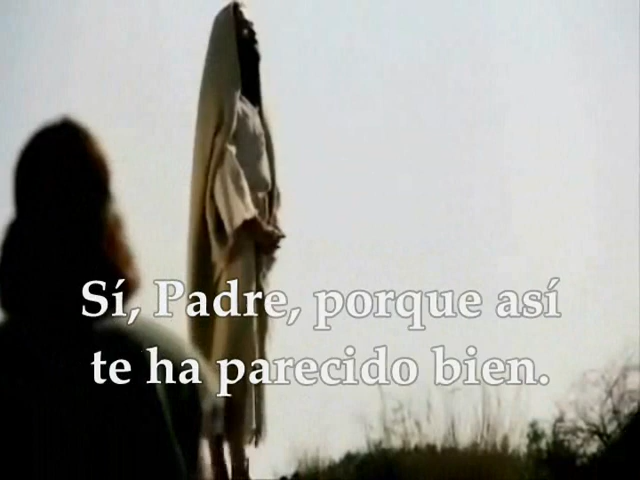 Sí, Padre, porque así
te ha parecido bien.